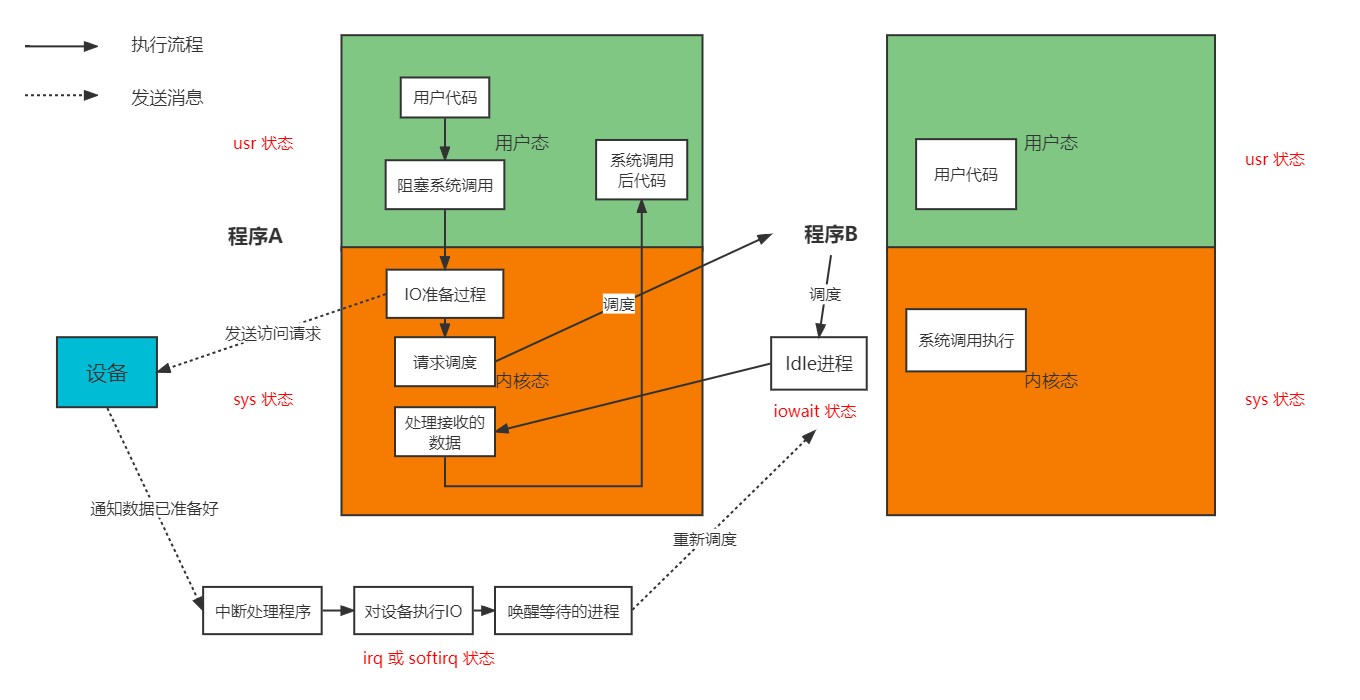 执行流程
发送消息
用户代码
usr 状态
用户态
阻塞系统调用
系统调用
后代码
程序A
IO准备过程
发送访问请求
请求调度
调度
设备
内核态
sys 状态
处理接收的
数据
程序B
调度
Idle进程
iowait 状态
用户态
用户代码
usr 状态
系统调用执行
内核态
sys 状态
通知数据已准备好
重新调度
中断处理程序
对设备执行IO
唤醒等待的进程
irq 或 softirq 状态